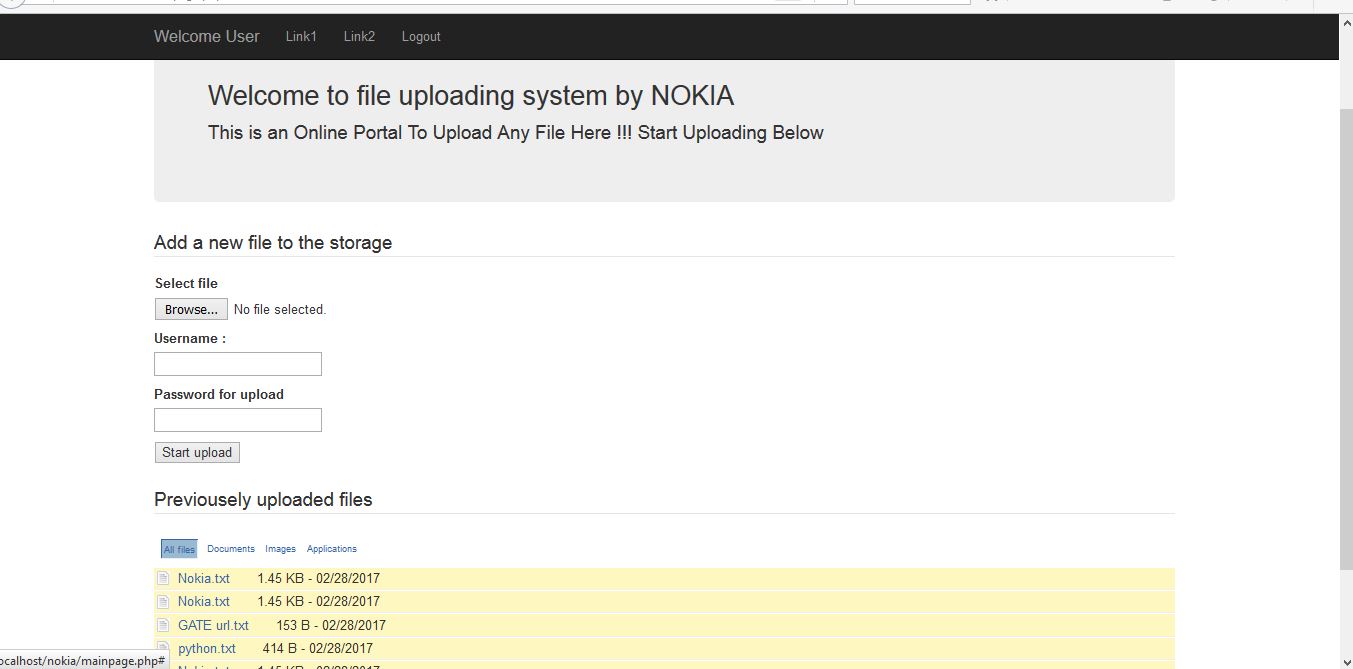 Welcome User Link1 Link2 Logout
Welcome to file uploading system by NOKIA
This is an Online Portal To Upload Any File Here !!! Start Uploading Below
Add a new file to the storage
Select file
Browse... No file selected.
Username :
Password for upload
Start upload
Previousely uploaded files
All files Documents Images Applications
Nokia.txt 1.45 KB - 02/28/2017
Nokia.txt 1.45 KB - 02/28/2017
GATE url.txt 153 B - 02/28/2017
python.txt 414 B - 02/28/2017
ocalhost/nokia/mainpage.php#